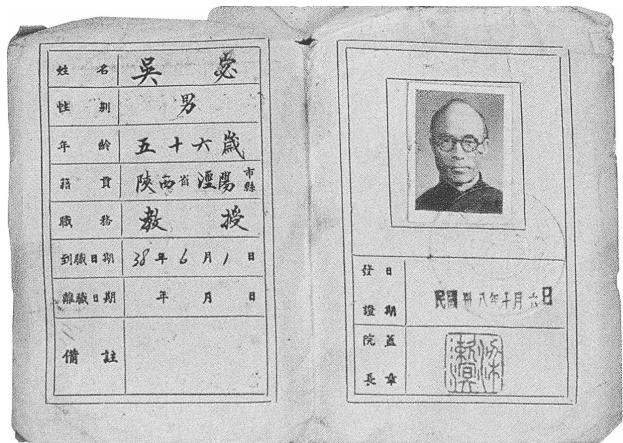 姓名 吳宓
性別 男
年齡 五十六歲
籍貫 陝西省涇陽市縣
職務 教授
到職日期 38年6月1日
離職日期 年 月 日
備註
發證日期 民國卅八年十月六日
院長蓋章